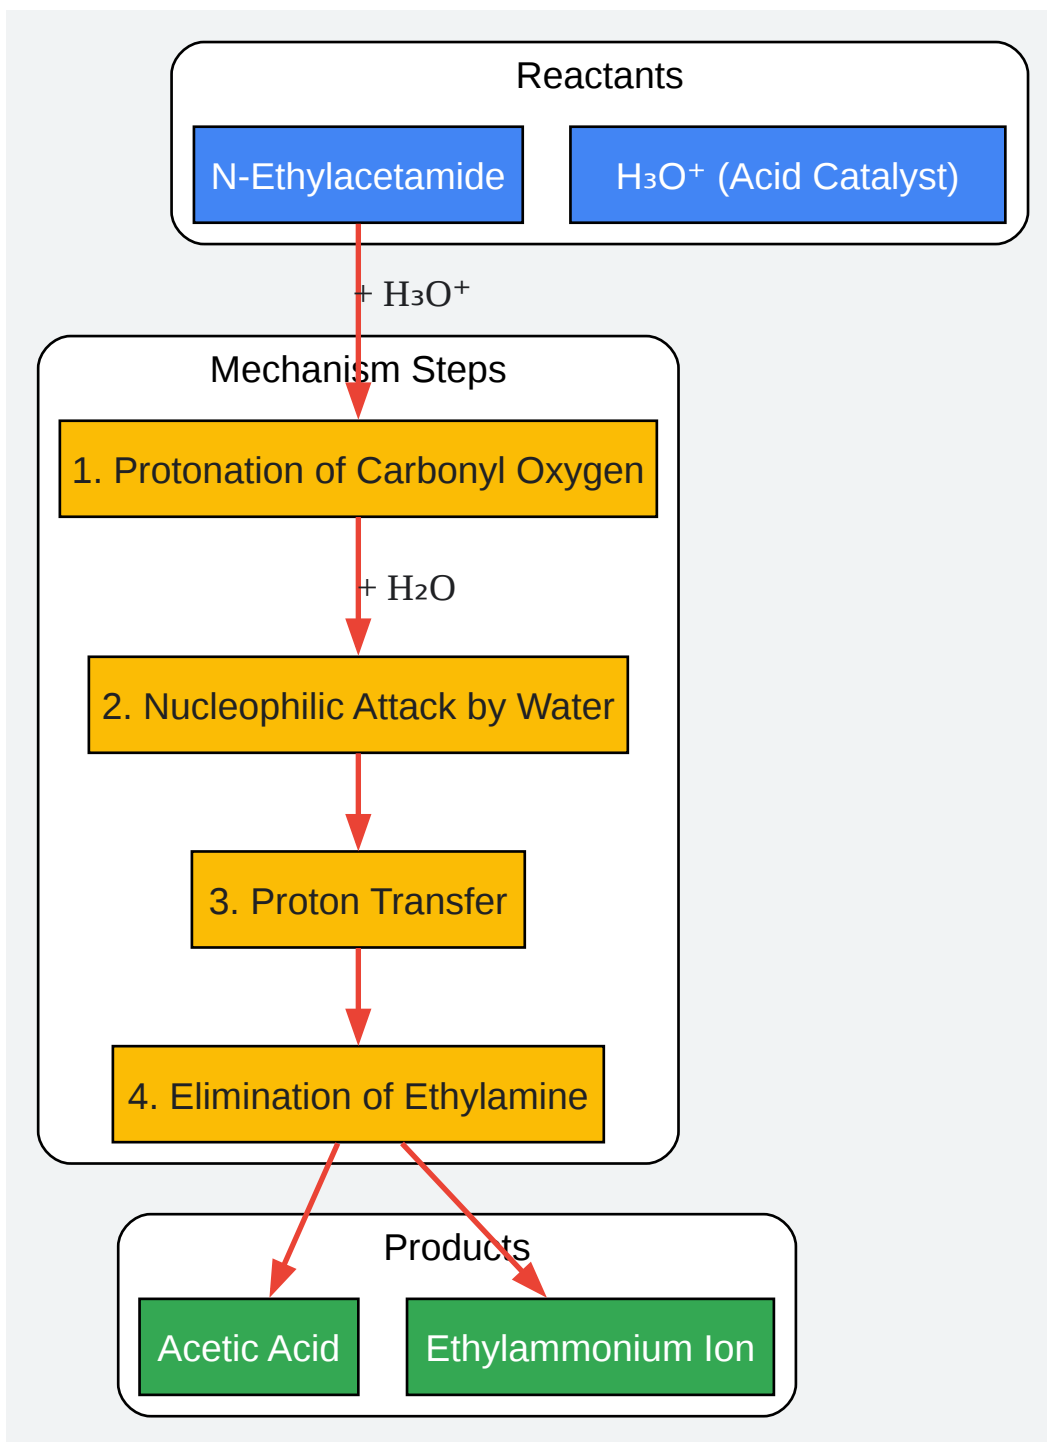 Reactants
N-Ethylacetamide
H₃O⁺ (Acid Catalyst)
+ H₃O⁺
Mechanism Steps
1. Protonation of Carbonyl Oxygen
+ H₂O
2. Nucleophilic Attack by Water
3. Proton Transfer
4. Elimination of Ethylamine
Products
Acetic Acid
Ethylammonium Ion